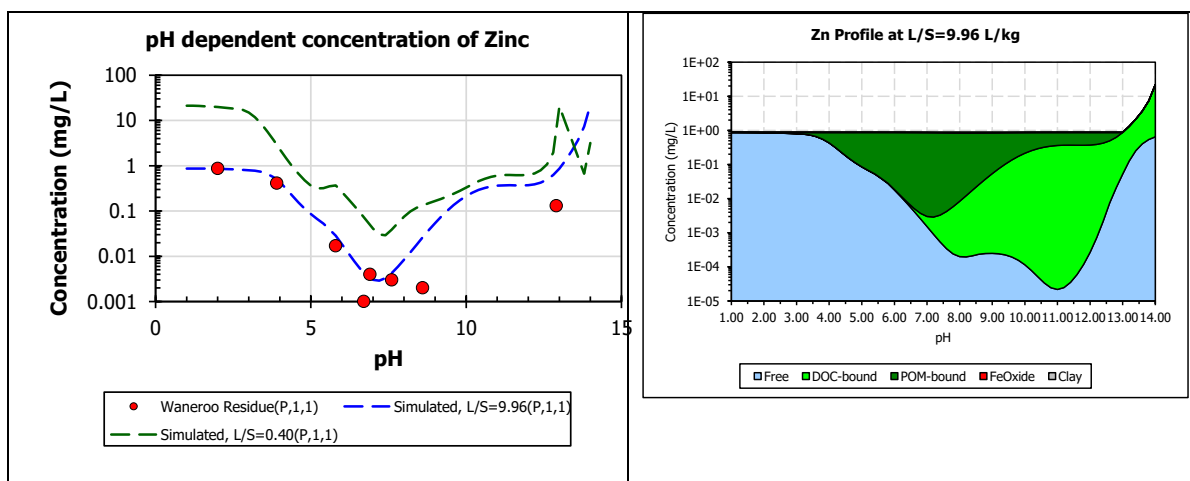 pH dependent concentration of Zinc
Concentration (mg/L)
100
10
1
0.1
0.01
0.001
0 5 10 15
pH
Waneroo Residue(P,1,1) Simulated, L/S=9.96(P,1,1)
Simulated, L/S=0.40(P,1,1)
Zn Profile at L/S=9.96 L/kg
Concentration (mg/L)
1E+02
1E+01
1E+00
1E-01
1E-02
1E-03
1E-04
1E-05
1.00 2.00 3.00 4.00 5.00 6.00 7.00 8.00 9.00 10.00 11.00 12.00 13.00 14.00
pH
Free DOC-bound POM-bound FeOxide Clay